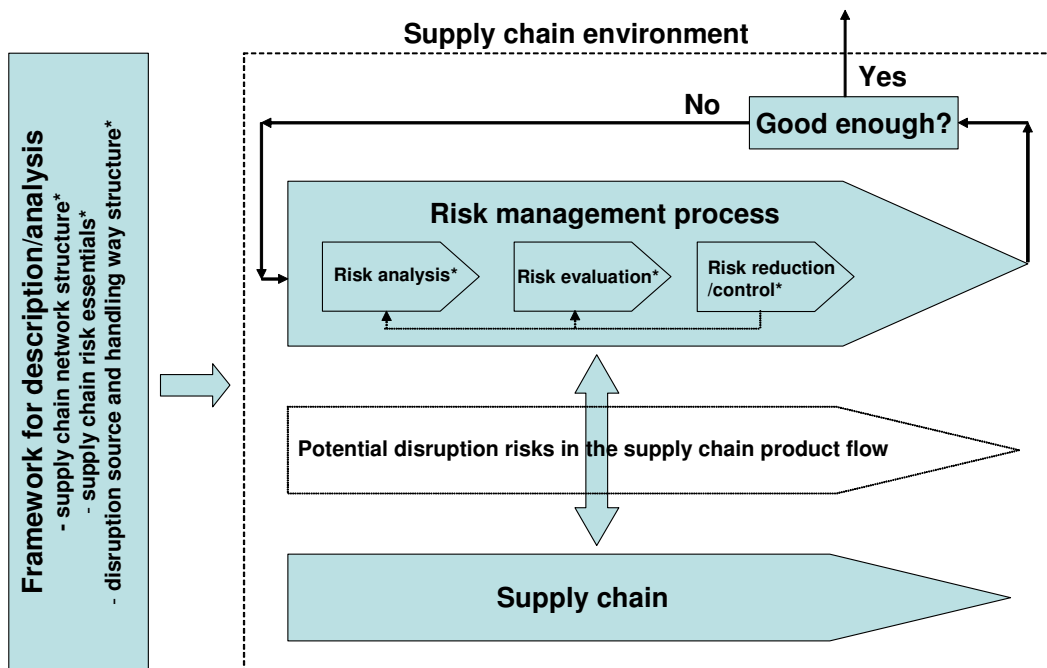 Framework for description/analysis
- supply chain network structure*
- supply chain risk essentials*
- disruption source and handling way structure*
Supply chain environment
Yes
No
Good enough?
Risk management process
Risk analysis*
Risk evaluation*
Risk reduction
/control*
Potential disruption risks in the supply chain product flow
Supply chain